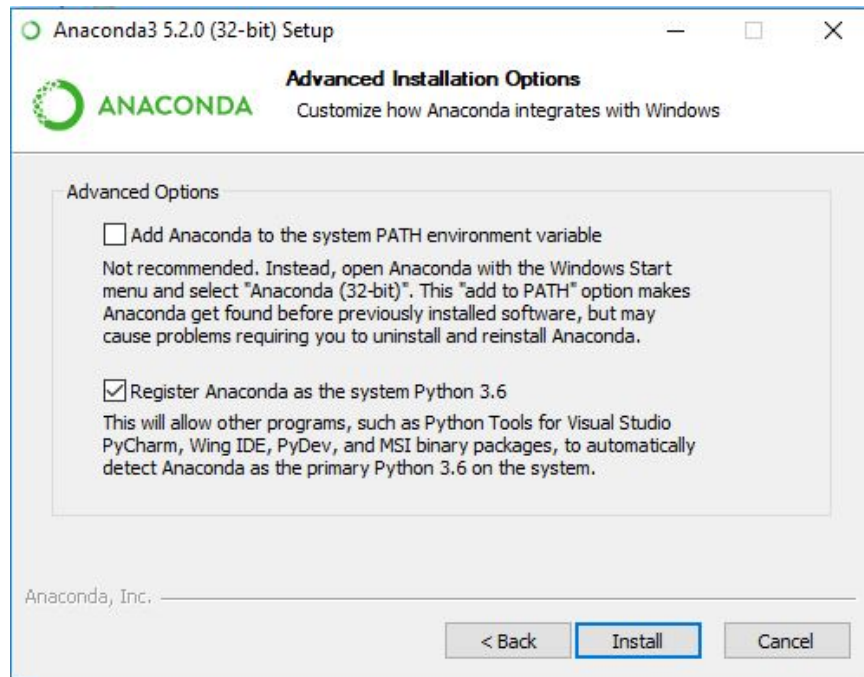 Anaconda3 5.2.0 (32-bit) Setup
Advanced Installation Options
ANACONDA
Customize how Anaconda integrates with Windows
Advanced Options
Add Anaconda to the system PATH environment variable
Not recommended. Instead, open Anaconda with the Windows Start
menu and select "Anaconda (32-bit)". This "add to PATH" option makes
Anaconda get found before previously installed software, but may
cause problems requiring you to uninstall and reinstall Anaconda.
Register Anaconda as the system Python 3.6
This will allow other programs, such as Python Tools for Visual Studio
PyCharm, Wing IDE, PyDev, and MSI binary packages, to automatically
detect Anaconda as the primary Python 3.6 on the system.
Anaconda, Inc.
< Back Install Cancel